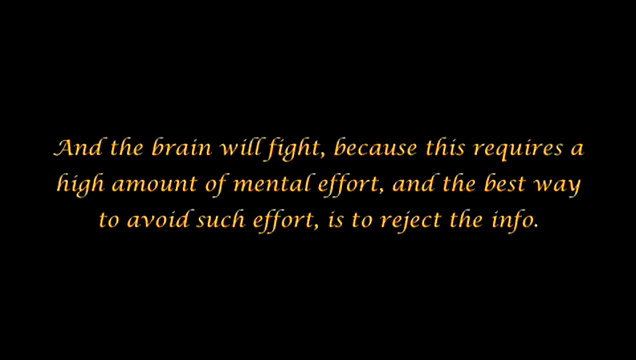 And the brain will fight, because this requires a
high amount of mental effort, and the best way
to avoid such effort, is to reject the info.